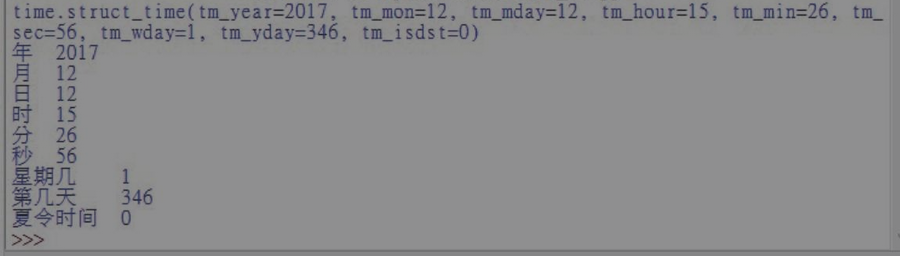 time.struct_time(tm_year=2017, tm_mon=12, tm_mday=12, tm_hour=15, tm_min=26, tm_
sec=56, tm_wday=1, tm_yday=346, tm_isdst=0)
年 2017
月 12
日 12
时 15
分 26
秒 56
星期几 1
第几天 346
夏令时间 0
>>>